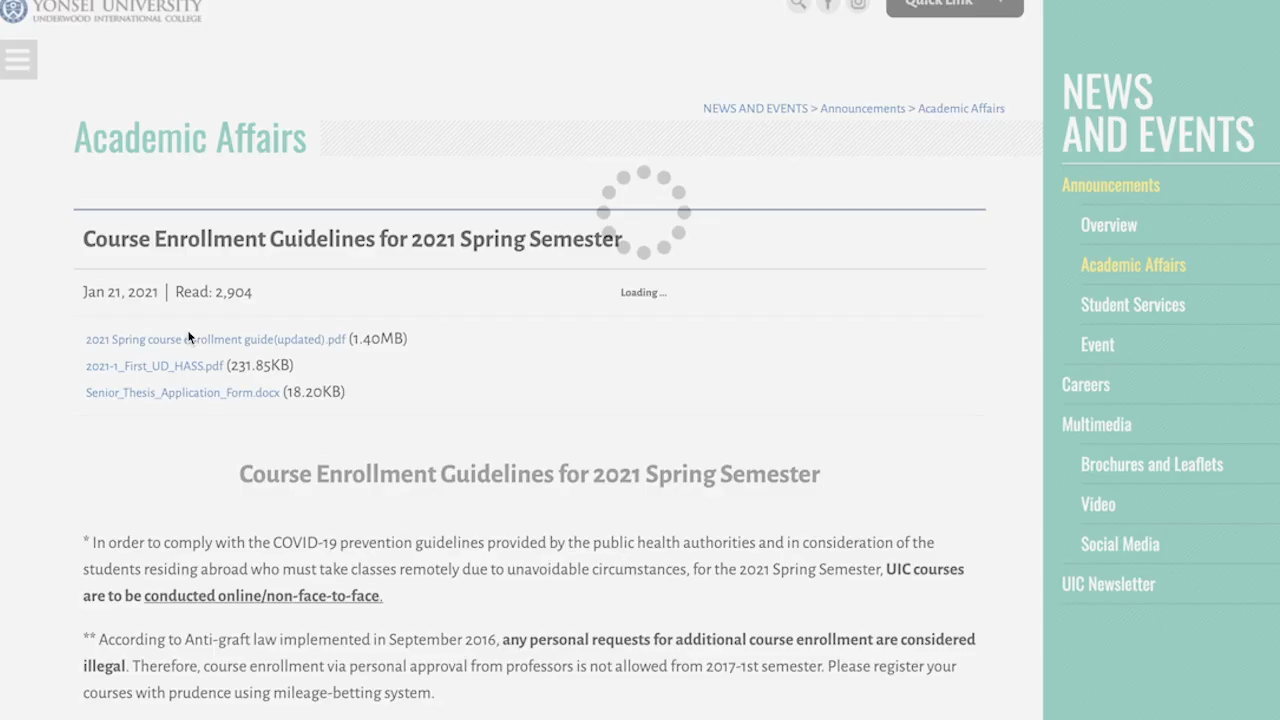 YONSEI UNIVERSITY
UNDERWOOD INTERNATIONAL COLLEGE
Quick Link
NEWS AND EVENTS > Announcements > Academic Affairs
Academic Affairs
Course Enrollment Guidelines for 2021 Spring Semester
Jan 21, 2021 | Read: 2,904
Loading ...
2021 Spring course enrollment guide(updated).pdf (1.40MB)
2021-1_First_UD_HASS.pdf (231.85KB)
Senior_Thesis_Application_Form.docx (18.20KB)
Course Enrollment Guidelines for 2021 Spring Semester
* In order to comply with the COVID-19 prevention guidelines provided by the public health authorities and in consideration of the
students residing abroad who must take classes remotely due to unavoidable circumstances, for the 2021 Spring Semester, UIC courses
are to be conducted online/non-face-to-face.
** According to Anti-graft law implemented in September 2016, any personal requests for additional course enrollment are considered
illegal. Therefore, course enrollment via personal approval from professors is not allowed from 2017-1st semester. Please register your
courses with prudence using mileage-betting system.
NEWS
AND EVENTS
Announcements
Overview
Academic Affairs
Student Services
Event
Careers
Multimedia
Brochures and Leaflets
Video
Social Media
UIC Newsletter